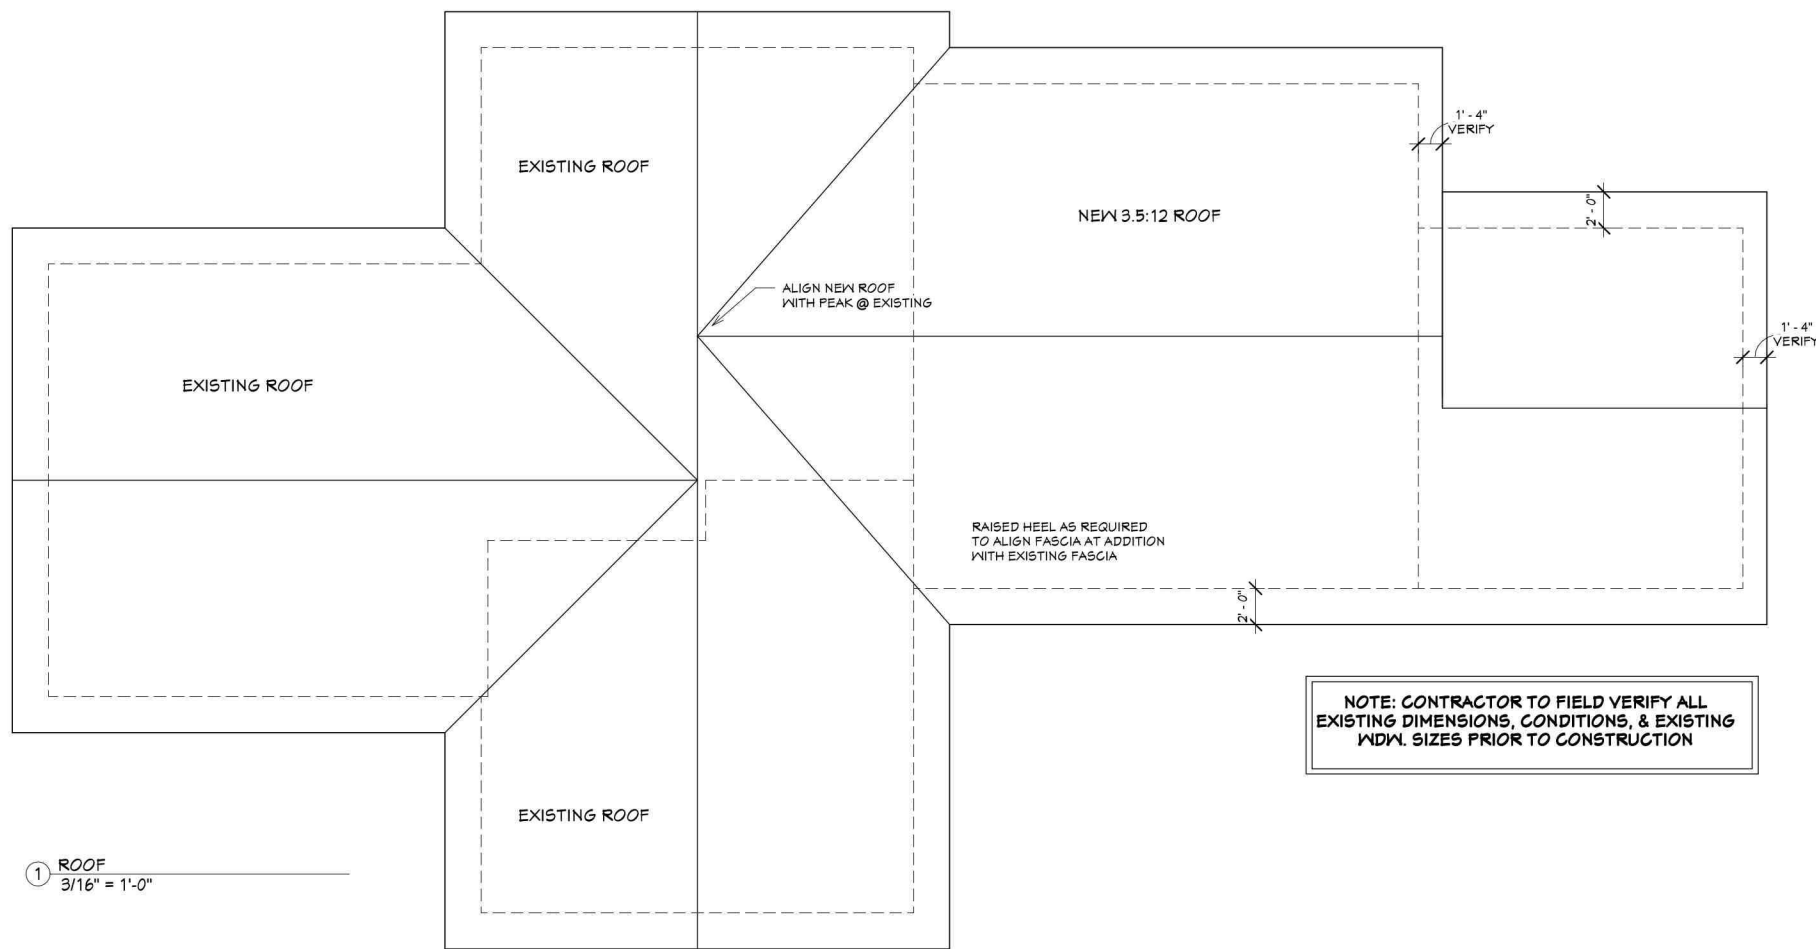 EXISTING ROOF
1' - 4"
VERIFY
NEW 3.5:12 ROOF
2' - 0"
ALIGN NEW ROOF
WITH PEAK @ EXISTING
1' - 4"
VERIFY
EXISTING ROOF
RAISED HEEL AS REQUIRED
TO ALIGN FASCIA AT ADDITION
WITH EXISTING FASCIA
2' - 0"
NOTE: CONTRACTOR TO FIELD VERIFY ALL
EXISTING DIMENSIONS, CONDITIONS, & EXISTING
WDW. SIZES PRIOR TO CONSTRUCTION
EXISTING ROOF
1
ROOF
3/16" = 1'-0"